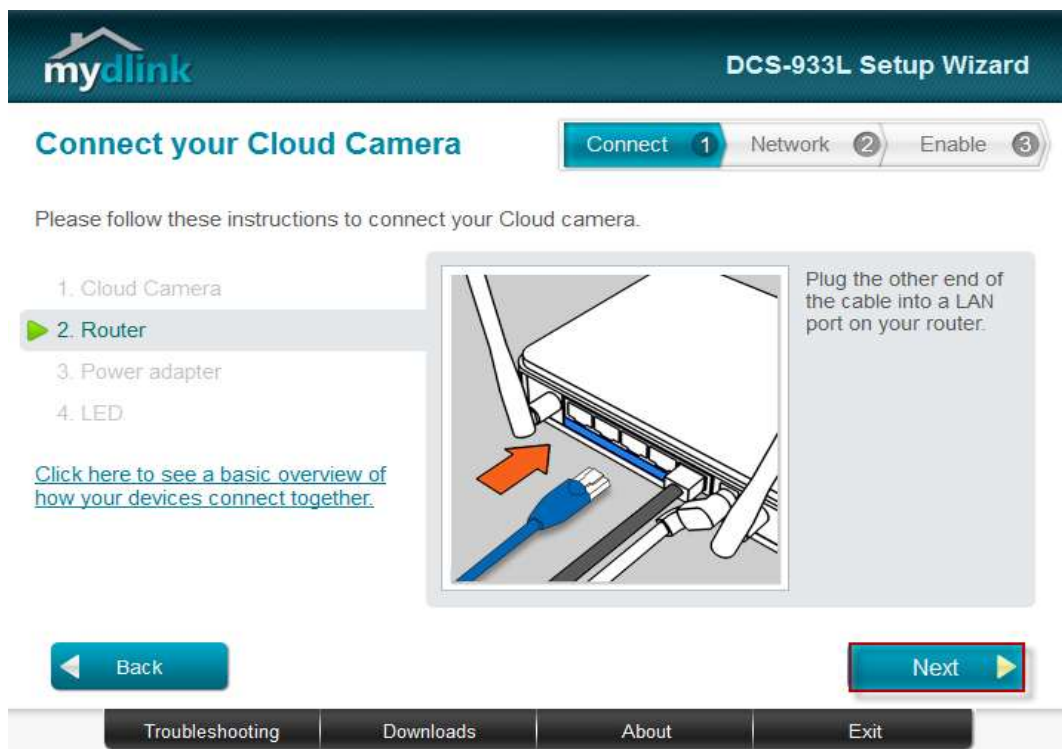 mydlink
DCS-933L Setup Wizard
Connect your Cloud Camera
Connect 1
Network 2
Enable 3
Please follow these instructions to connect your Cloud camera.
1. Cloud Camera
2. Router
3. Power adapter
4. LED
Click here to see a basic overview of
how your devices connect together.
Plug the other end of
the cable into a LAN
port on your router.
Back
Next
Troubleshooting
Downloads
About
Exit